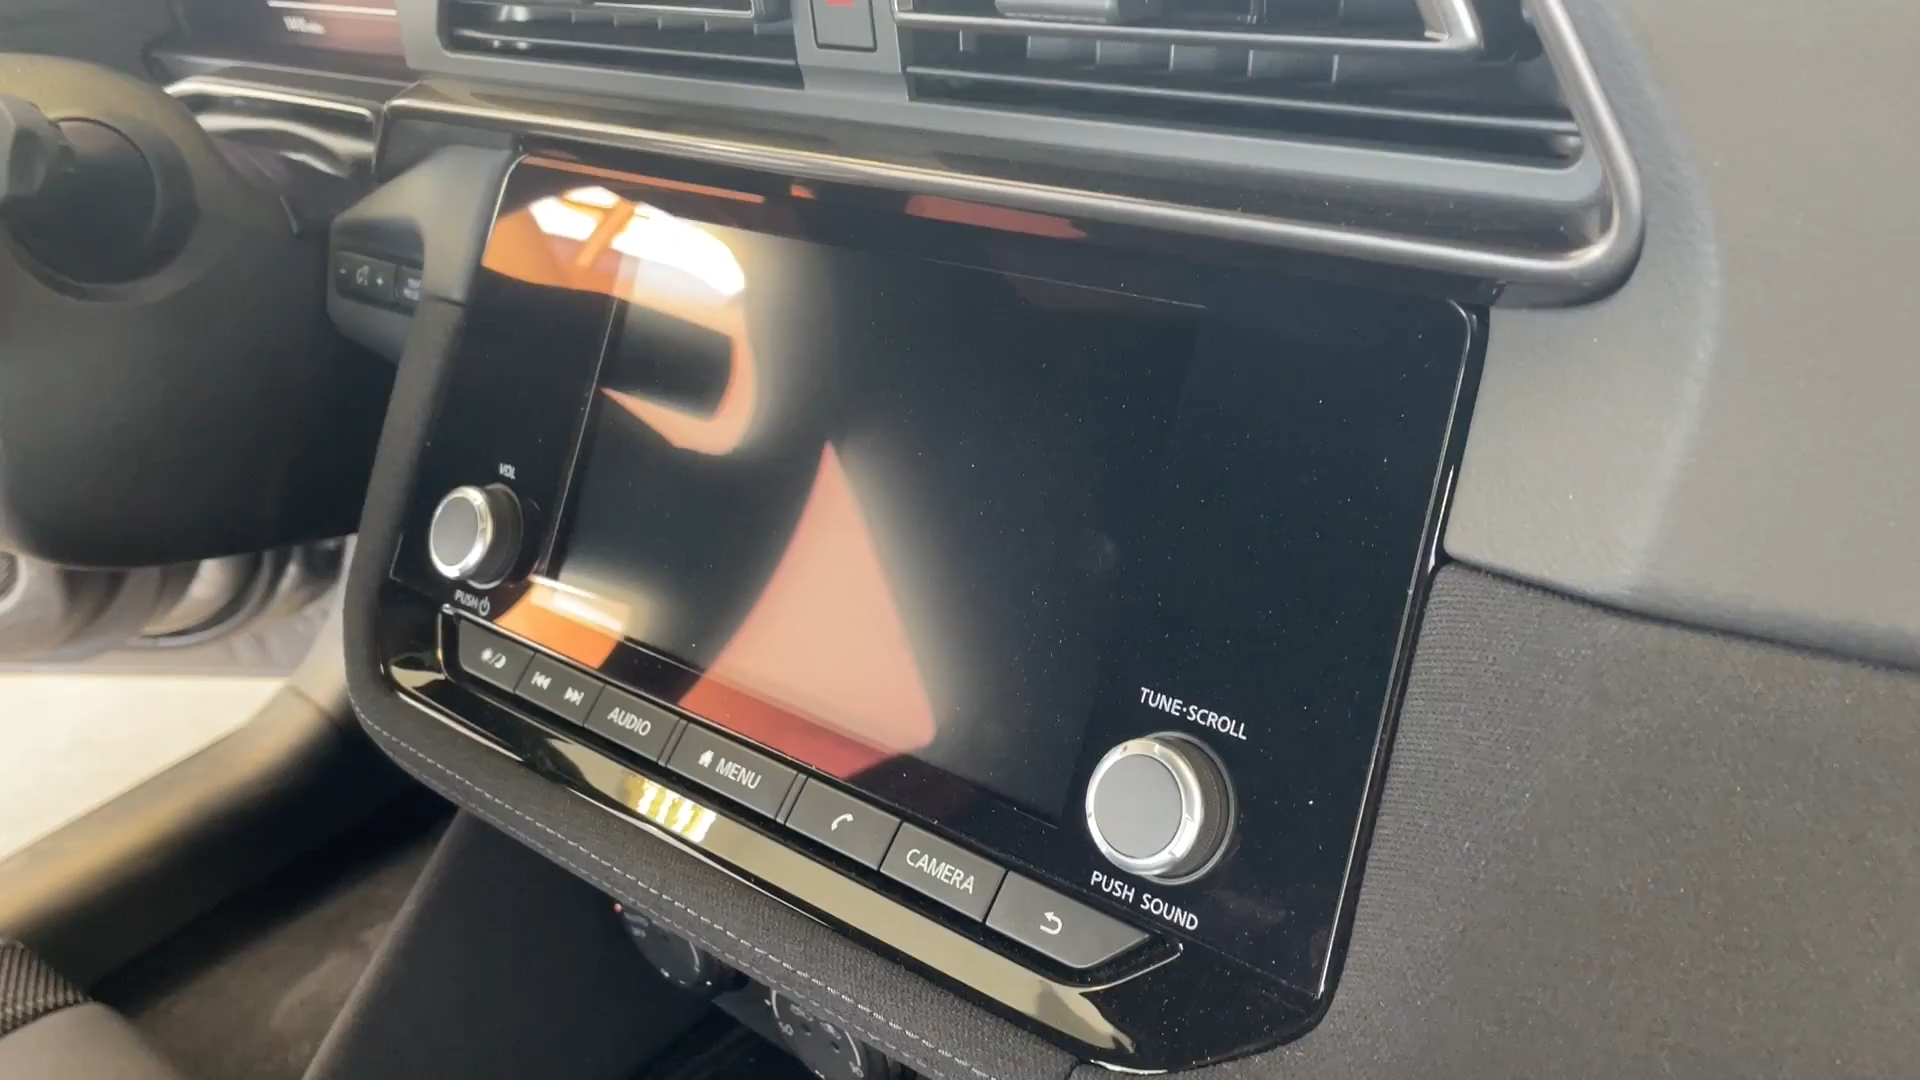 VOL
PUSH
AUDIO
MENU
CAMERA
TUNE·SCROLL
PUSH SOUND